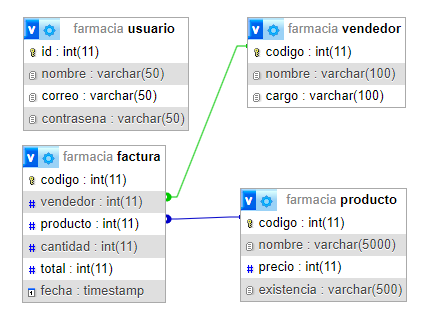 farmacia usuario
id : int(11)
nombre : varchar(50)
correo : varchar(50)
contrasena : varchar(50)
farmacia vendedor
codigo : int(11)
nombre : varchar(100)
cargo : varchar(100)
farmacia factura
codigo : int(11)
# vendedor : int(11)
# producto : int(11)
# cantidad : int(11)
# total : int(11)
fecha : timestamp
farmacia producto
codigo : int(11)
nombre : varchar(5000)
# precio : int(11)
existencia : varchar(500)